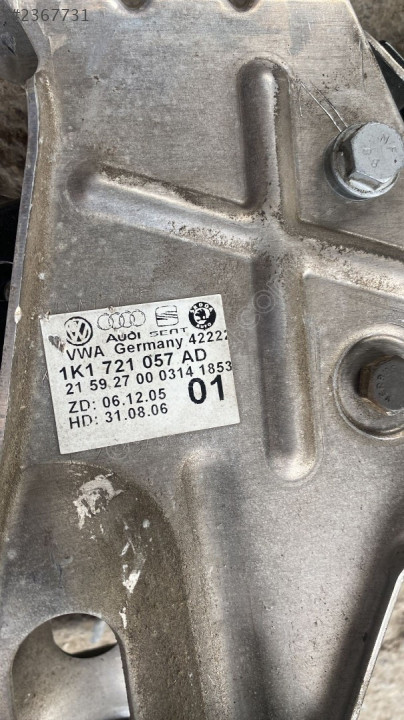 #2367731
AUDI SEAT SKODA
VWA Germany 42222
1K1 721 057 AD
21 59 27 00 0314 1853
ZD: 06.12.05
01
HD: 31.08.06